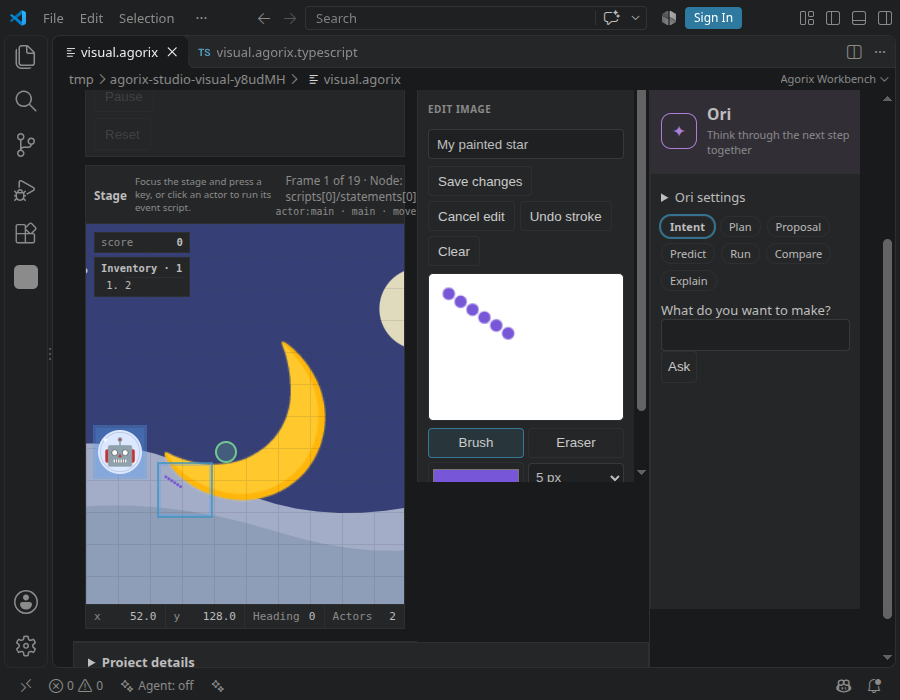 File Edit Selection ··· Search Sign In
visual.agorix TS visual.agorix.typescript
tmp > agorix-studio-visual-y8udMH > visual.agorix Agorix Workbench
Pause
Reset
Stage
Focus the stage and press a
key, or click an actor to run its
event script.
Frame 1 of 19 · Node:
scripts[0]/statements[0]
actor:main · main · move
score 0
Inventory · 1
1. 2
x 52.0 y 128.0 Heading 0 Actors 2
Project details
EDIT IMAGE
My painted star
Save changes
Cancel edit Undo stroke
Clear
Brush Eraser
5 px
Ori
Think through the next step
together
Ori settings
Intent Plan Proposal
Predict Run Compare
Explain
What do you want to make?
Ask
0 0 Agent: off